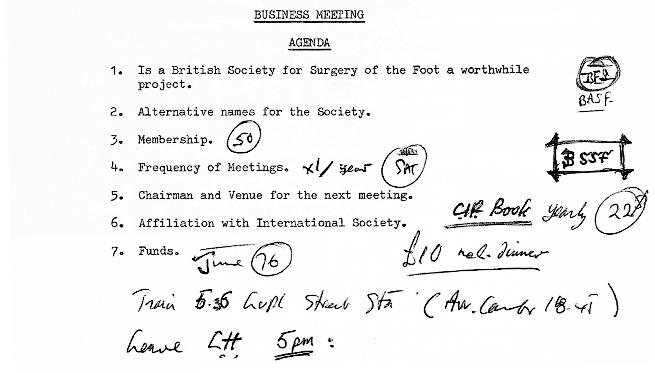 BUSINESS MEETING
AGENDA
1. Is a British Society for Surgery of the Foot a worthwhile
project.
BASF
2. Alternative names for the Society.
3. Membership. 50
4. Frequency of Meetings. x1/year SAT
BSSF
5. Chairman and Venue for the next meeting.
6. Affiliation with International Society.
Book yearly
7. Funds. June 76
£10 dinner
Train 5.35 Street Sta
Leave LH 5pm: